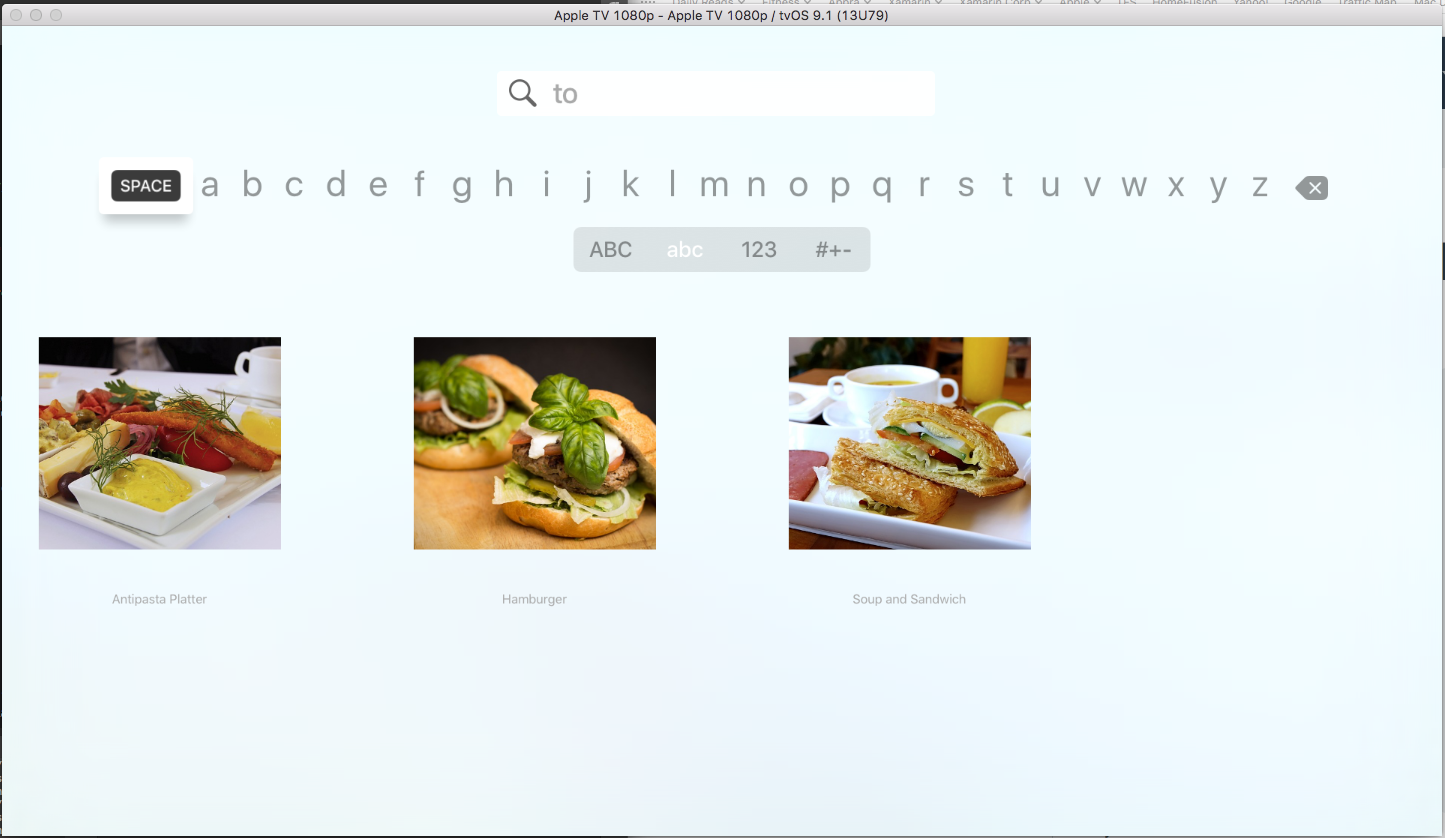 Apple TV 1080p - Apple TV 1080p / tvOS 9.1 (13U79)
to
SPACE a b c d e f g h i j k l m n o p q r s t u v w x y z
ABC abc 123 #+-
Antipasta Platter Hamburger Soup and Sandwich